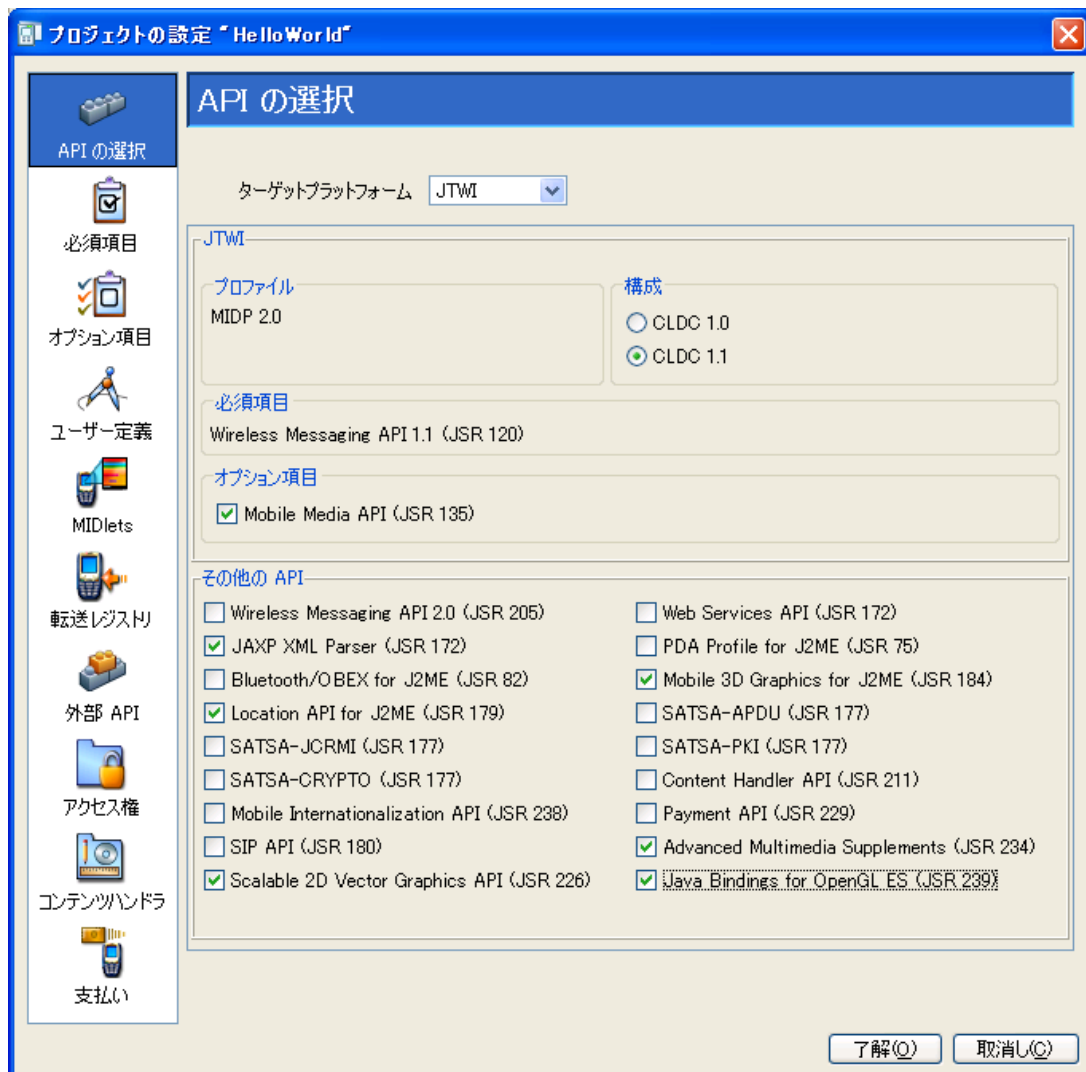 プロジェクトの設定 "HelloWorld"
API の選択
必須項目
オプション項目
ユーザー定義
MIDlets
転送レジストリ
外部 API
アクセス権
コンテンツハンドラ
支払い
API の選択
ターゲットプラットフォーム JTWI
JTWI
プロファイル
MIDP 2.0
構成
CLDC 1.0
CLDC 1.1
必須項目
Wireless Messaging API 1.1 (JSR 120)
オプション項目
Mobile Media API (JSR 135)
その他の API
Wireless Messaging API 2.0 (JSR 205)
Web Services API (JSR 172)
JAXP XML Parser (JSR 172)
PDA Profile for J2ME (JSR 75)
Bluetooth/OBEX for J2ME (JSR 82)
Mobile 3D Graphics for J2ME (JSR 184)
Location API for J2ME (JSR 179)
SATSA-APDU (JSR 177)
SATSA-JCRMI (JSR 177)
SATSA-PKI (JSR 177)
SATSA-CRYPTO (JSR 177)
Content Handler API (JSR 211)
Mobile Internationalization API (JSR 238)
Payment API (JSR 229)
SIP API (JSR 180)
Advanced Multimedia Supplements (JSR 234)
Scalable 2D Vector Graphics API (JSR 226)
Java Bindings for OpenGL ES (JSR 239)
了解(O)
取消し(C)